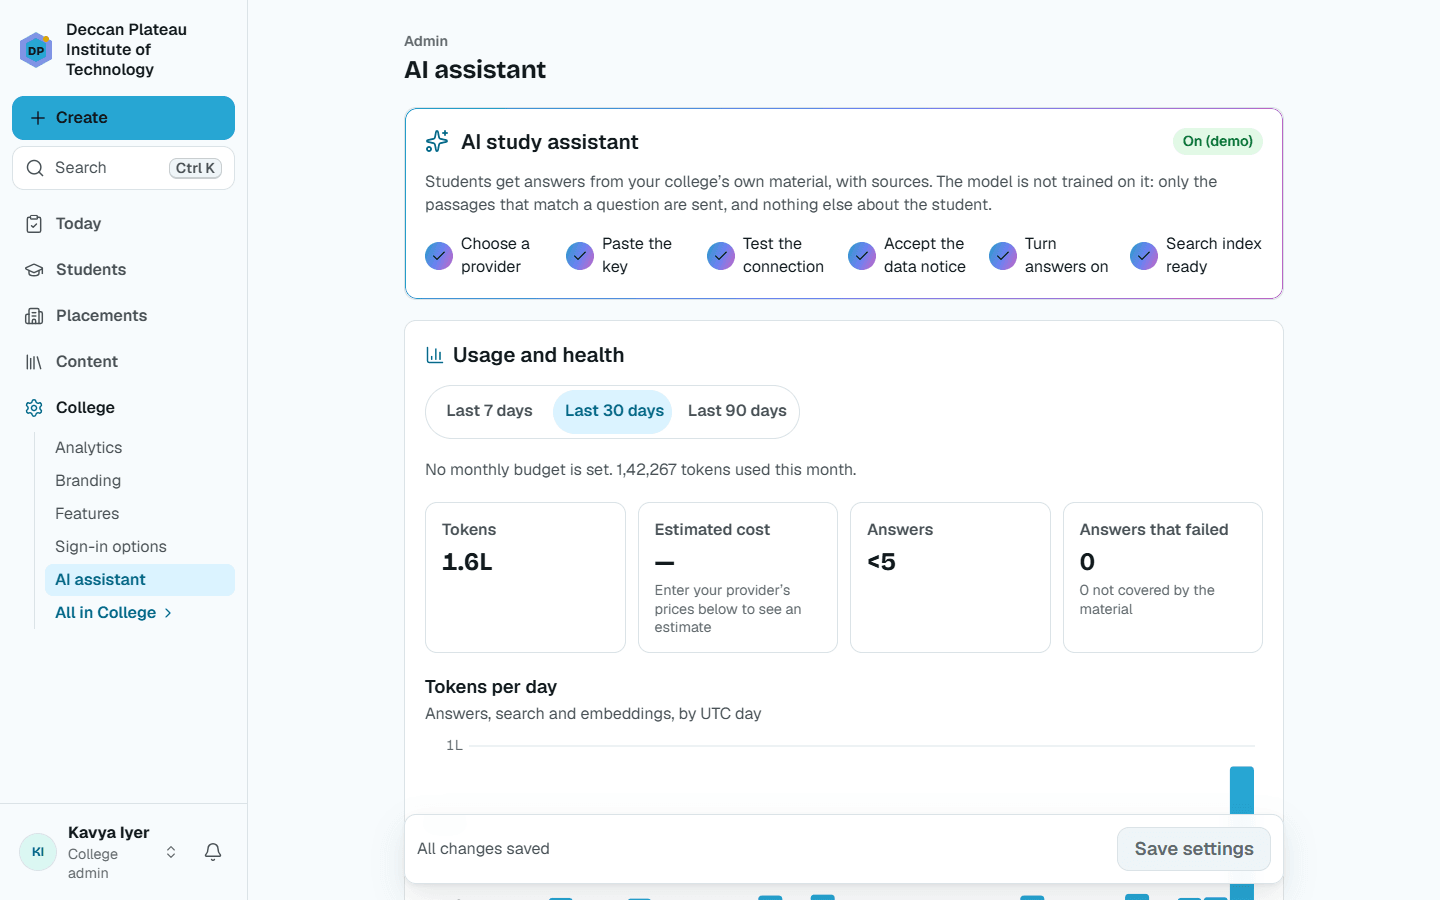 DP
Deccan Plateau
Institute of
Technology
Create
Search
Ctrl K
Today
Students
Placements
Content
College
Analytics
Branding
Features
Sign-in options
AI assistant
All in College
KI
Kavya Iyer
College
admin
Admin
AI assistant
AI study assistant
On (demo)
Students get answers from your college’s own material, with sources. The model is not trained on it: only the
passages that match a question are sent, and nothing else about the student.
Choose a
provider
Paste the
key
Test the
connection
Accept the
data notice
Turn
answers on
Search index
ready
Usage and health
Last 7 days
Last 30 days
Last 90 days
No monthly budget is set. 1,42,267 tokens used this month.
Tokens
1.6L
Estimated cost
—
Enter your provider’s
prices below to see an
estimate
Answers
<5
Answers that failed
0
0 not covered by the
material
Tokens per day
Answers, search and embeddings, by UTC day
1L
All changes saved
Save settings